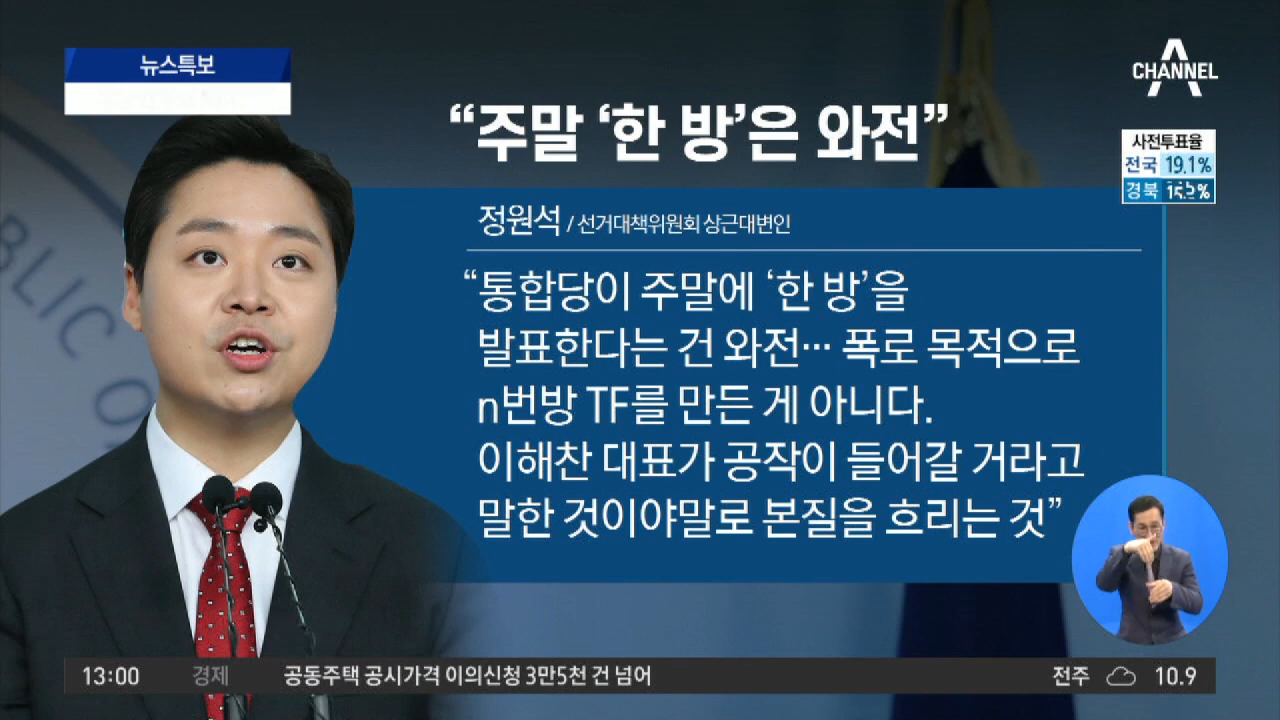 뉴스특보
CHANNEL A
“주말 ‘한 방’은 와전”
사전투표율
전국 19.1%
경북
정원석 / 선거대책위원회 상근대변인
“통합당이 주말에 ‘한 방’을
발표한다는 건 와전… 폭로 목적으로
n번방 TF를 만든 게 아니다.
이해찬 대표가 공작이 들어갈 거라고
말한 것이야말로 본질을 흐리는 것”
BLIC O
13:00 경제 공동주택 공시가격 이의신청 3만5천 건 넘어 전주 10.9